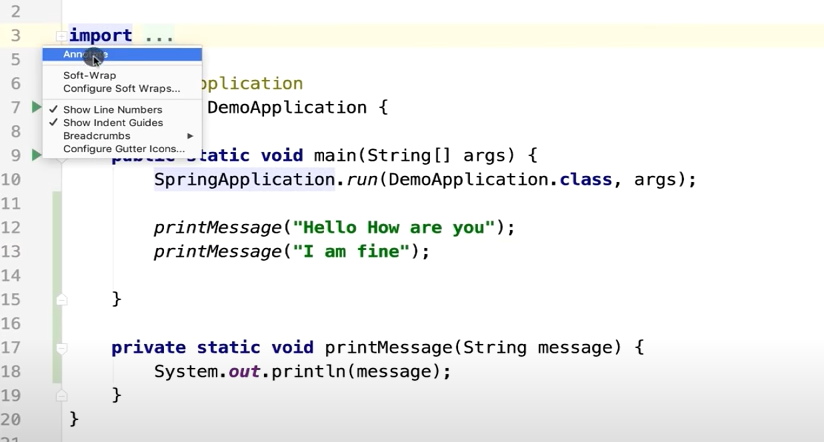 2
3 import ...
Annotate
5
Soft-Wrap
6 pplication
Configure Soft Wraps...
7 DemoApplication {
Show Line Numbers
8
Show Indent Guides
Breadcrumbs
Configure Gutter Icons...
9 public static void main(String[] args) {
10 SpringApplication.run(DemoApplication.class, args);
11
12 printMessage("Hello How are you");
13 printMessage("I am fine");
14
15 }
16
17 private static void printMessage(String message) {
18 System.out.println(message);
19 }
20 }